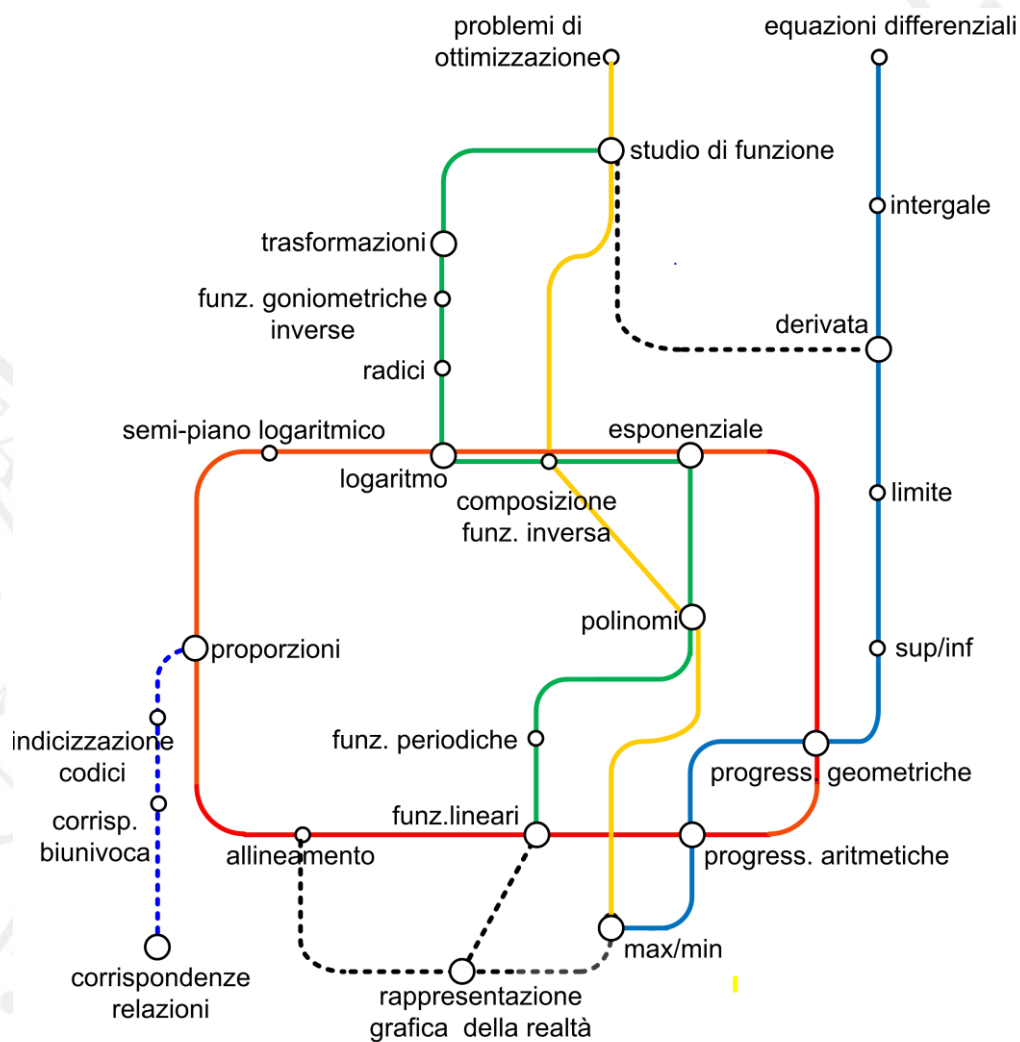 problemi di
ottimizzazione
equazioni differenziali
studio di funzione
intergale
trasformazioni
funz. goniometriche
inverse
derivata
radici
semi-piano logaritmico
esponenziale
logaritmo
composizione
funz. inversa
limite
polinomi
proporzioni
sup/inf
indicizzazione
codici
funz. periodiche
progress. geometriche
corrisp.
biunivoca
funz.lineari
allineamento
progress. aritmetiche
max/min
corrispondenze
relazioni
rappresentazione
grafica della realtà